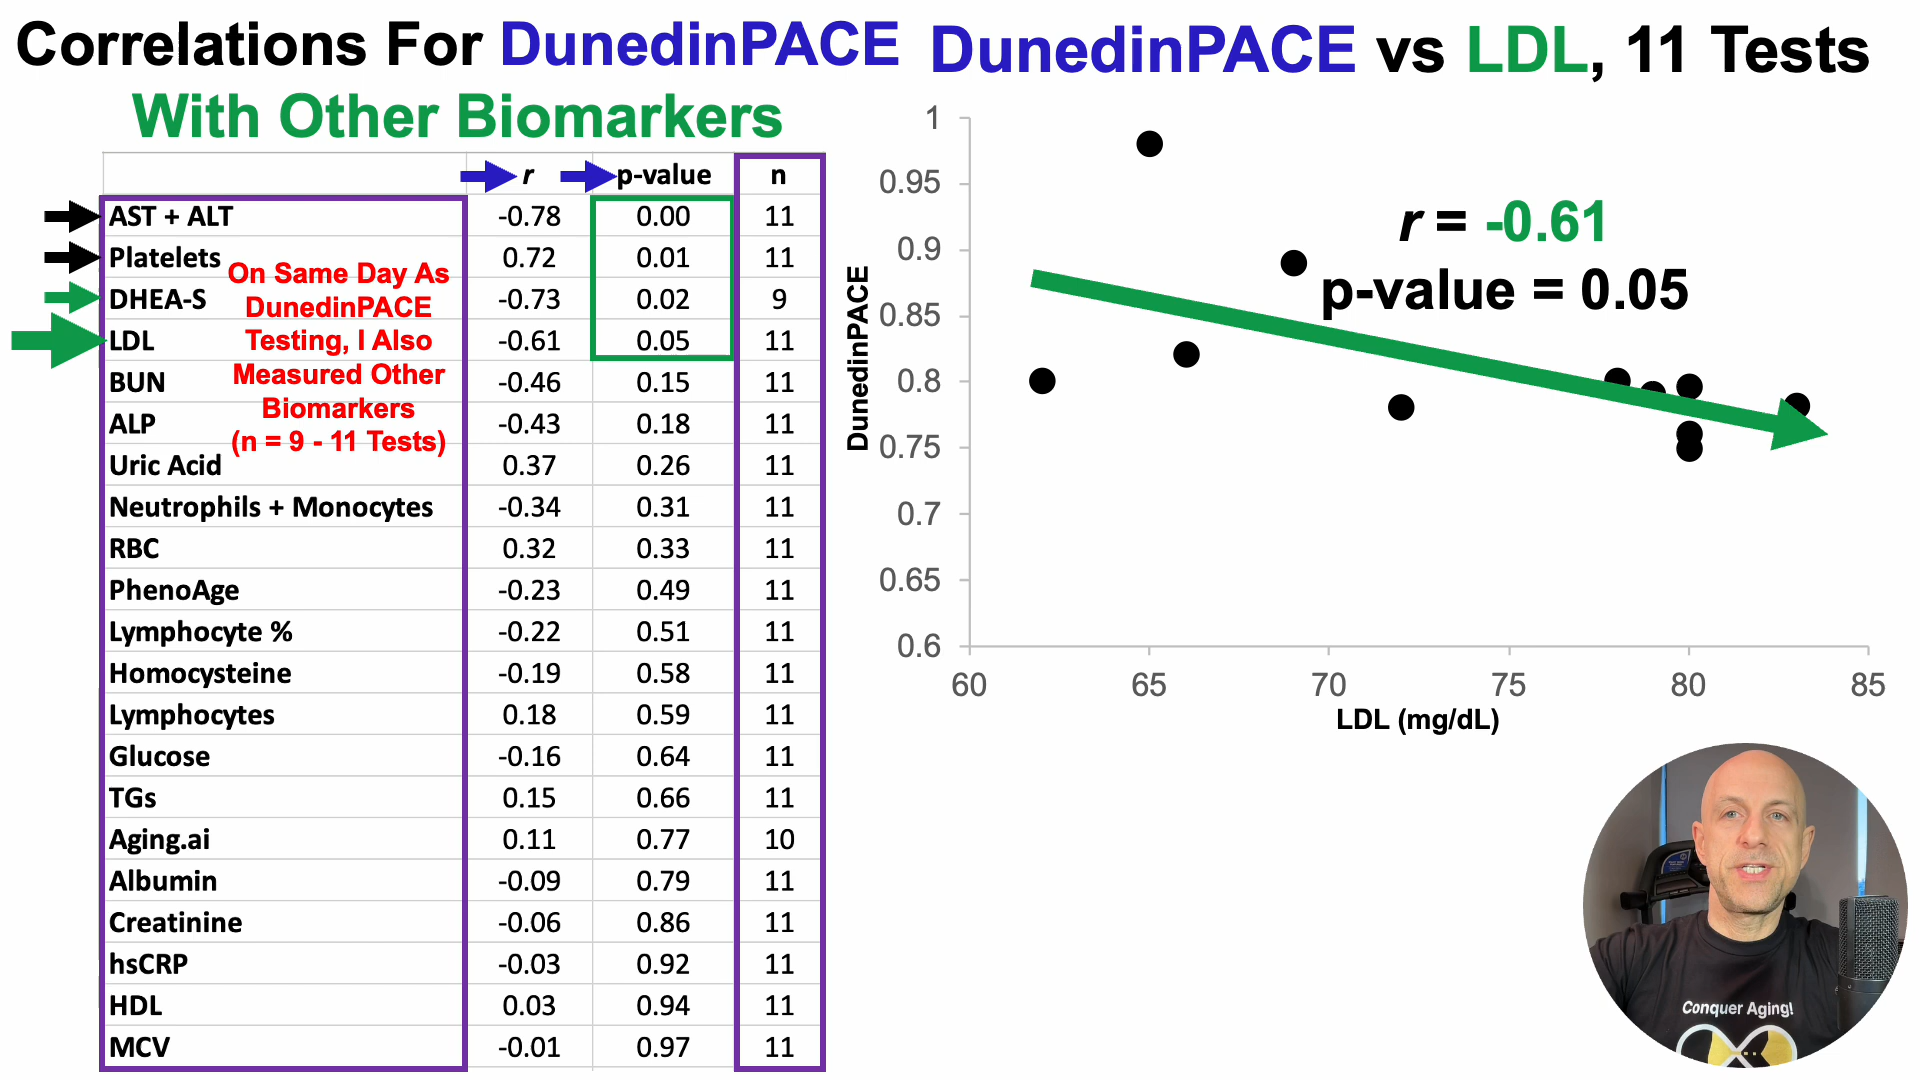 Correlations For DunedinPACE
With Other Biomarkers
r p-value n
AST + ALT -0.78 0.00 11
Platelets 0.72 0.01 11
DHEA-S -0.73 0.02 9
LDL -0.61 0.05 11
BUN -0.46 0.15 11
ALP -0.43 0.18 11
Uric Acid 0.37 0.26 11
Neutrophils + Monocytes -0.34 0.31 11
RBC 0.32 0.33 11
PhenoAge -0.23 0.49 11
Lymphocyte % -0.22 0.51 11
Homocysteine -0.19 0.58 11
Lymphocytes 0.18 0.59 11
Glucose -0.16 0.64 11
TGs 0.15 0.66 11
Aging.ai 0.11 0.77 10
Albumin -0.09 0.79 11
Creatinine -0.06 0.86 11
hsCRP -0.03 0.92 11
HDL 0.03 0.94 11
MCV -0.01 0.97 11
On Same Day As
DunedinPACE
Testing, I Also
Measured Other
Biomarkers
(n = 9 - 11 Tests)
DunedinPACE vs LDL, 11 Tests
r = -0.61
p-value = 0.05
DunedinPACE
1
0.95
0.9
0.85
0.8
0.75
0.7
0.65
0.6
60 65 70 75 80 85
LDL (mg/dL)
Conquer Aging!